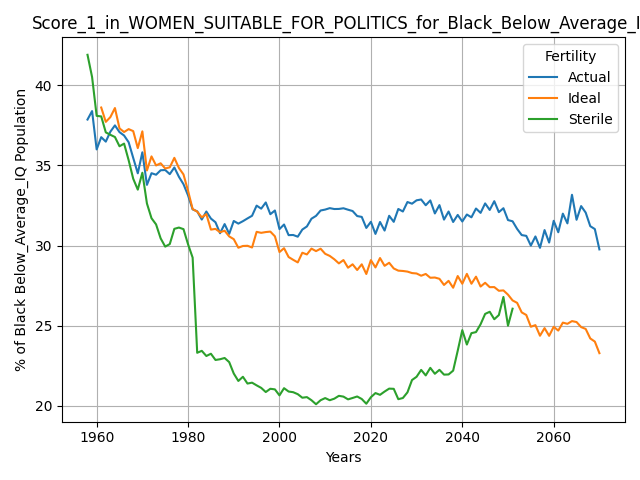 Score_1_in_WOMEN_SUITABLE_FOR_POLITICS_for_Black_Below_Average_I
Fertility
Actual
Ideal
Sterile
% of Black Below_Average_IQ Population
40
35
30
25
20
1960
1980
2000
2020
2040
2060
Years